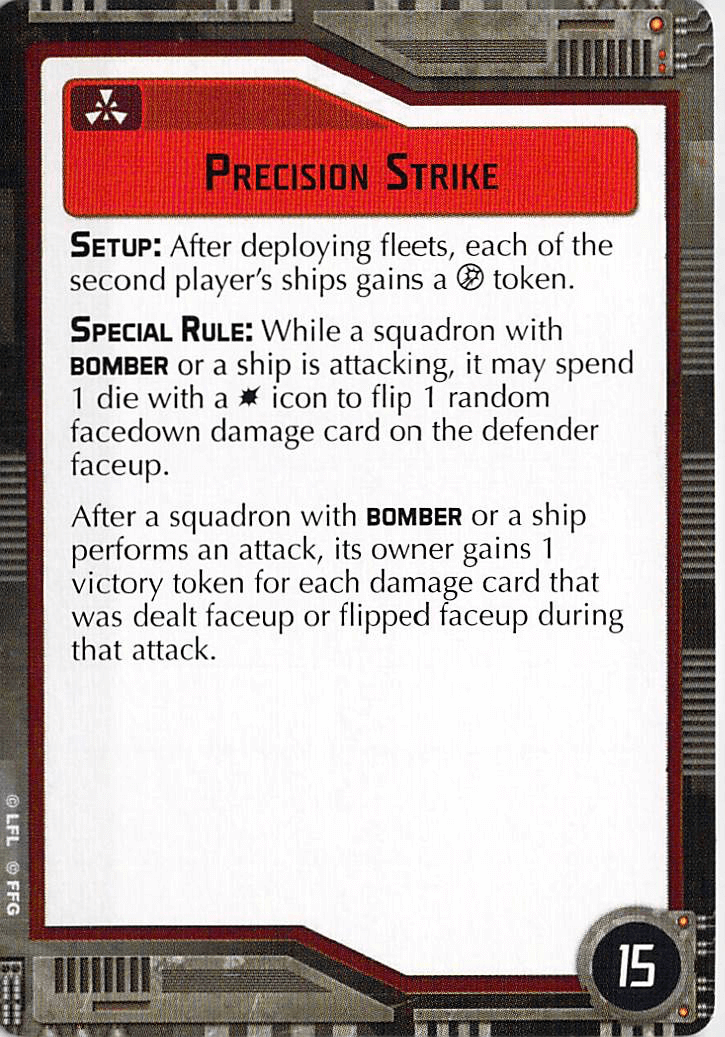 PRECISION STRIKE
SETUP: After deploying fleets, each of the
second player's ships gains a token.
SPECIAL RULE: While a squadron with
BOMBER or a ship is attacking, it may spend
1 die with a icon to flip 1 random
facedown damage card on the defender
faceup.
After a squadron with BOMBER or a ship
performs an attack, its owner gains 1
victory token for each damage card that
was dealt faceup or flipped faceup during
that attack.
© LFL © FFG
15